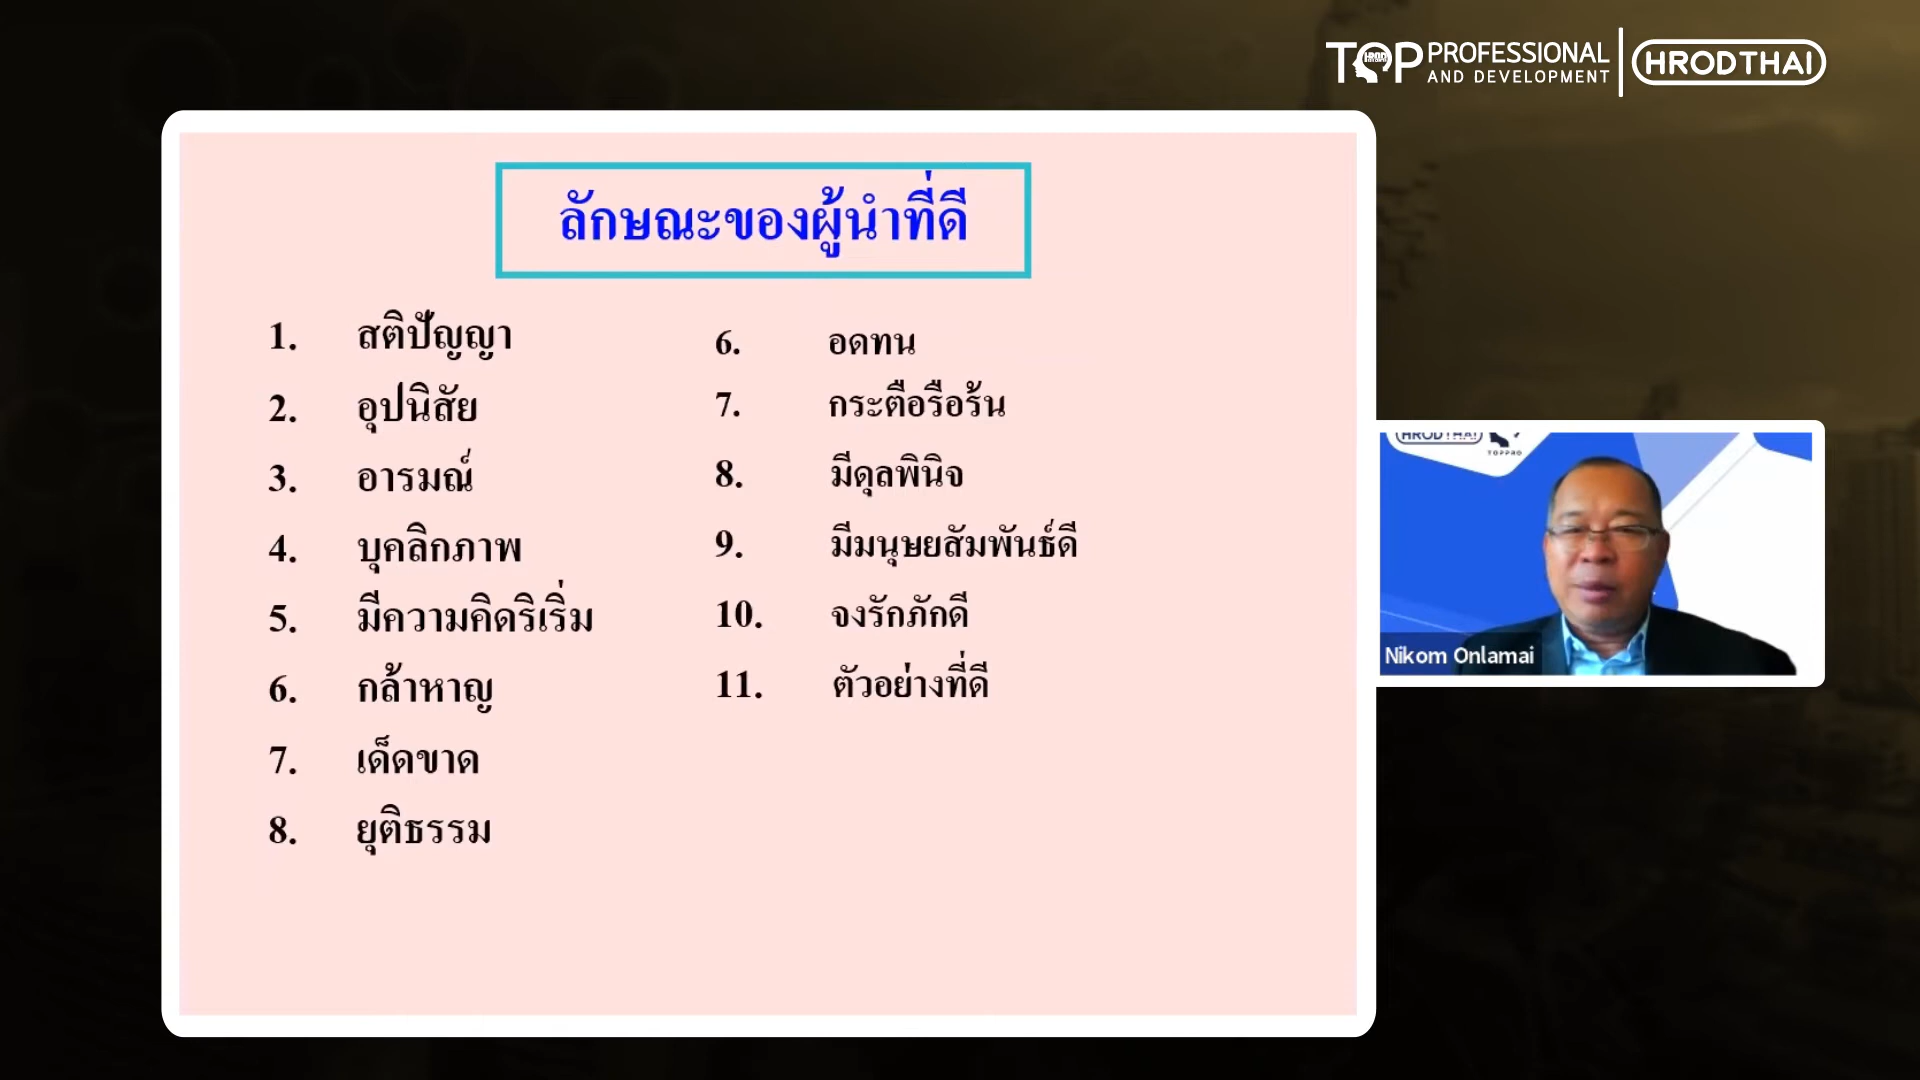 TOP PROFESSIONAL AND DEVELOPMENT
HRODTHAI
ลักษณะของผู้นำที่ดี
1. สติปัญญา
2. อุปนิสัย
3. อารมณ์
4. บุคลิกภาพ
5. มีความคิดริเริ่ม
6. กล้าหาญ
7. เด็ดขาด
8. ยุติธรรม
6. อดทน
7. กระตือรือร้น
8. มีดุลพินิจ
9. มีมนุษยสัมพันธ์ดี
10. จงรักภักดี
11. ตัวอย่างที่ดี
HRODTHAI
TOPPRO
Nikom Onlamai